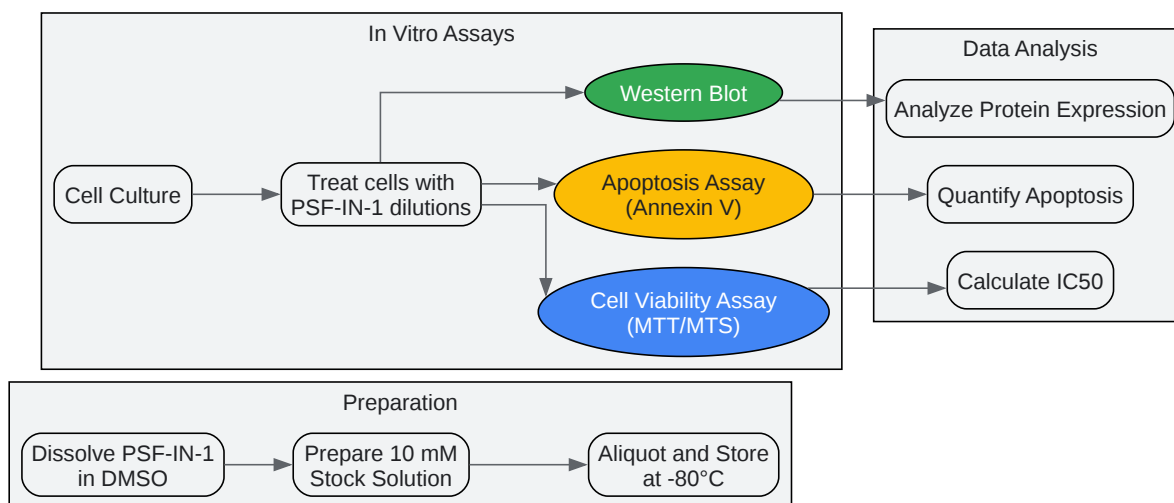 In Vitro Assays
Cell Culture
Treat cells with
PSF-IN-1 dilutions
Western Blot
Apoptosis Assay
(Annexin V)
Cell Viability Assay
(MTT/MTS)
Data Analysis
Analyze Protein Expression
Quantify Apoptosis
Calculate IC50
Preparation
Dissolve PSF-IN-1
in DMSO
Prepare 10 mM
Stock Solution
Aliquot and Store
at -80°C